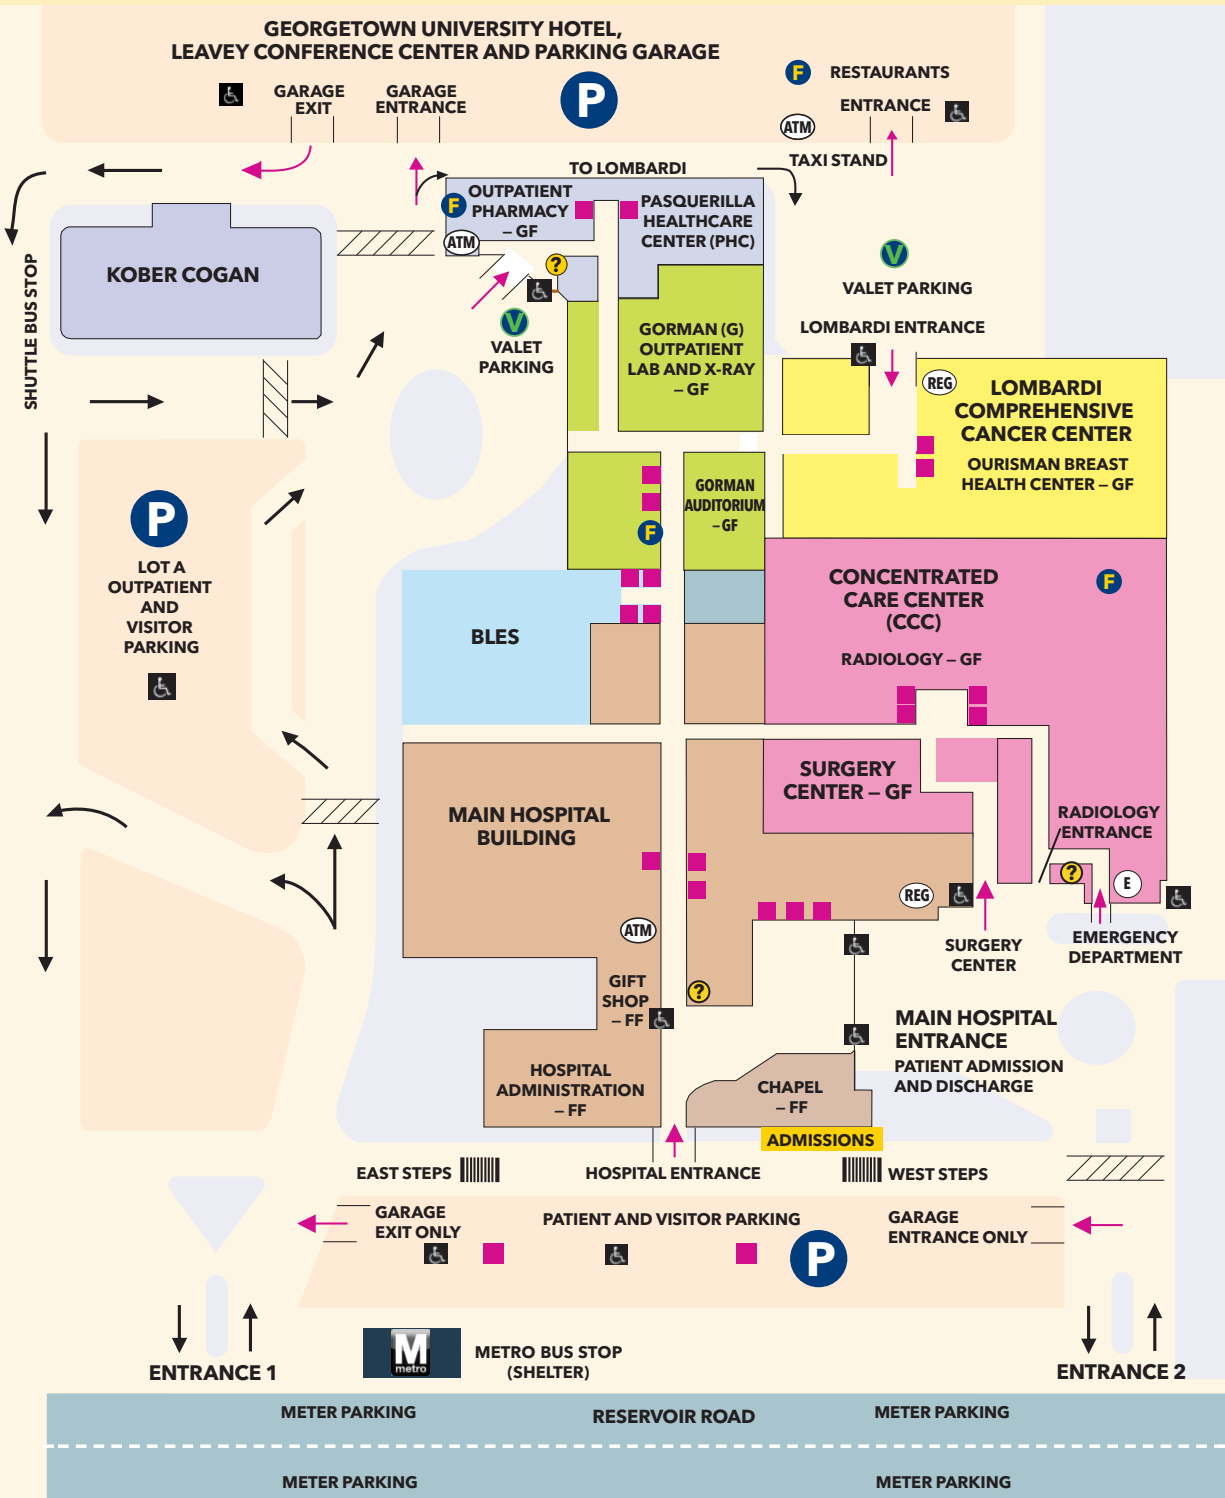 GEORGETOWN UNIVERSITY HOTEL,
LEAVEY CONFERENCE CENTER AND PARKING GARAGE
F RESTAURANTS
GARAGE
EXIT
GARAGE
ENTRANCE
P
ENTRANCE
ATM
TAXI STAND
TO LOMBARDI
F
OUTPATIENT
PHARMACY
– GF
ATM
PASQUERILLA
HEALTHCARE
CENTER (PHC)
KOBER COGAN
SHUTTLE BUS STOP
?
V
VALET
PARKING
V
VALET PARKING
LOMBARDI ENTRANCE
GORMAN (G)
OUTPATIENT
LAB AND X-RAY
– GF
REG
LOMBARDI
COMPREHENSIVE
CANCER CENTER
OURISMAN BREAST
HEALTH CENTER – GF
P
LOT A
OUTPATIENT
AND
VISITOR
PARKING
GORMAN
AUDITORIUM
– GF
F
BLES
CONCENTRATED
CARE CENTER
(CCC)
F
RADIOLOGY – GF
SURGERY
CENTER – GF
MAIN HOSPITAL
BUILDING
RADIOLOGY
ENTRANCE
?
E
REG
ATM
SURGERY
CENTER
EMERGENCY
DEPARTMENT
GIFT
SHOP
– FF
?
MAIN HOSPITAL
ENTRANCE
PATIENT ADMISSION
AND DISCHARGE
HOSPITAL
ADMINISTRATION
– FF
CHAPEL
– FF
ADMISSIONS
EAST STEPS
HOSPITAL ENTRANCE
WEST STEPS
GARAGE
EXIT ONLY
PATIENT AND VISITOR PARKING
P
GARAGE
ENTRANCE ONLY
ENTRANCE 1
M
metro
METRO BUS STOP
(SHELTER)
ENTRANCE 2
METER PARKING
RESERVOIR ROAD
METER PARKING
METER PARKING
METER PARKING